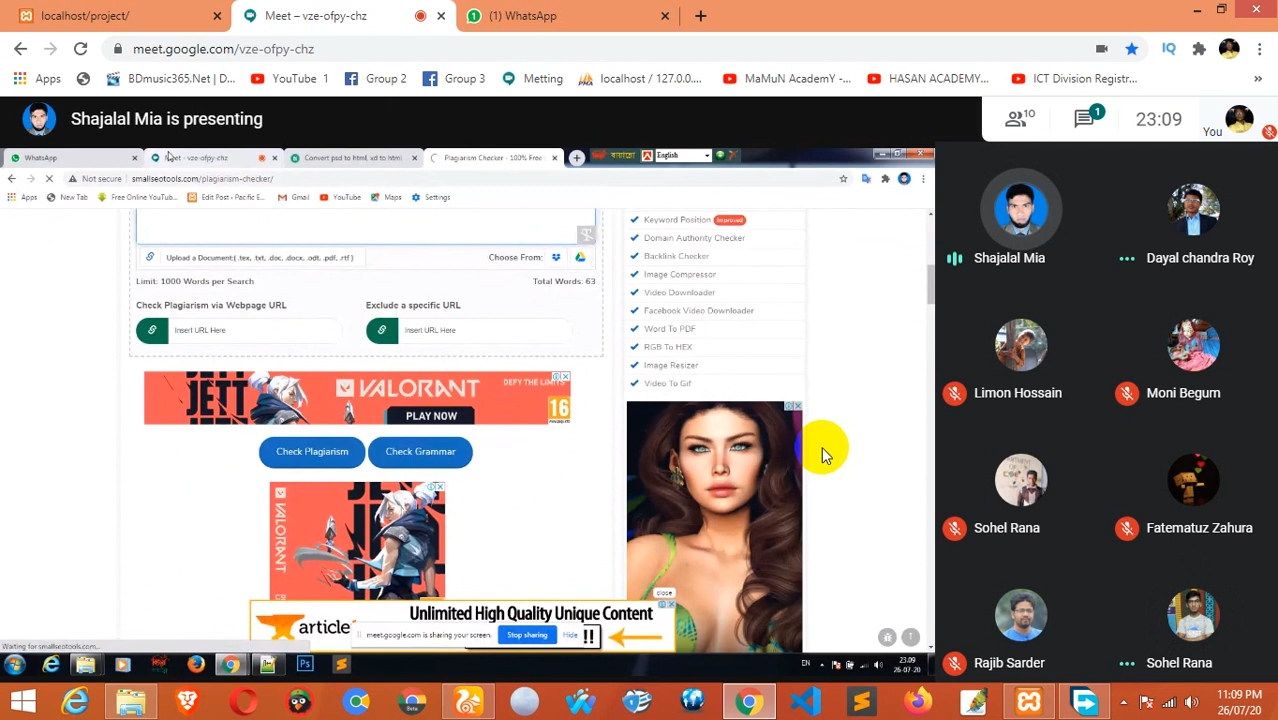 localhost/project/
Meet – vze-ofpy-chz
(1) WhatsApp
meet.google.com/vze-ofpy-chz
IQ
Apps
BDmusic365.Net | D...
YouTube 1
Group 2
Group 3
Metting
localhost / 127.0.0....
MaMuN AcademY -...
HASAN ACADEMY...
ICT Division Registr...
»
Shajalal Mia is presenting
10
1
23:09
You
WhatsApp
Meet - vze-ofpy-chz
Convert psd to html, xd to html
Plagiarism Checker - 100% Free
English
Not secure
smallseotools.com/plagiarism-checker/
Apps
New Tab
Free Online YouTub...
Edit Post - Pacific E...
Gmail
YouTube
Maps
Settings
Upload a Document:( .tex, .txt, .doc, .docx, .odt, .pdf, .rtf )
Choose From:
Limit: 1000 Words per Search
Total Words: 63
Check Plagiarism via Webpage URL
Exclude a specific URL
Insert URL Here
Insert URL Here
JETT
VALORANT
DEFY THE LIMITS
PLAY NOW
16
Check Plagiarism
Check Grammar
VALORANT
Keyword Position
Improved
Domain Authority Checker
Backlink Checker
Image Compressor
Video Downloader
Facebook Video Downloader
Word To PDF
RGB To HEX
Image Resizer
Video To Gif
close
Unlimited High Quality Unique Content
article
meet.google.com is sharing your screen.
Stop sharing
Hide
!!
Waiting for smallseotools.com...
EN
23:09
26-07-20
Shajalal Mia
Dayal chandra Roy
Limon Hossain
Moni Begum
Sohel Rana
Fatematuz Zahura
Rajib Sarder
Sohel Rana
Beta
11:09 PM
26/07/20